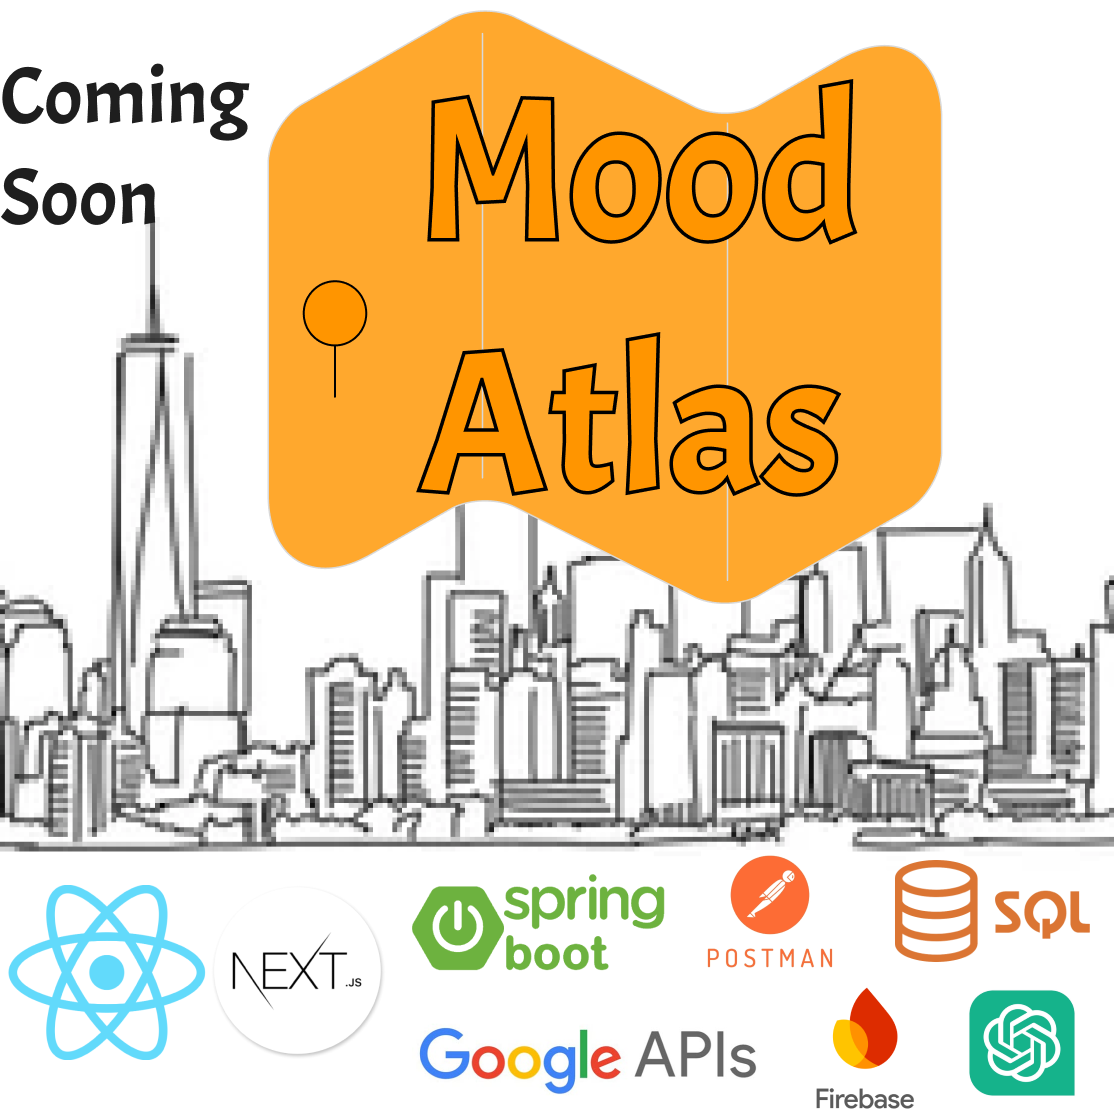 Coming
Soon
Mood
Atlas
NEXT.JS
spring
boot
POSTMAN
SQL
Google APIs
Firebase